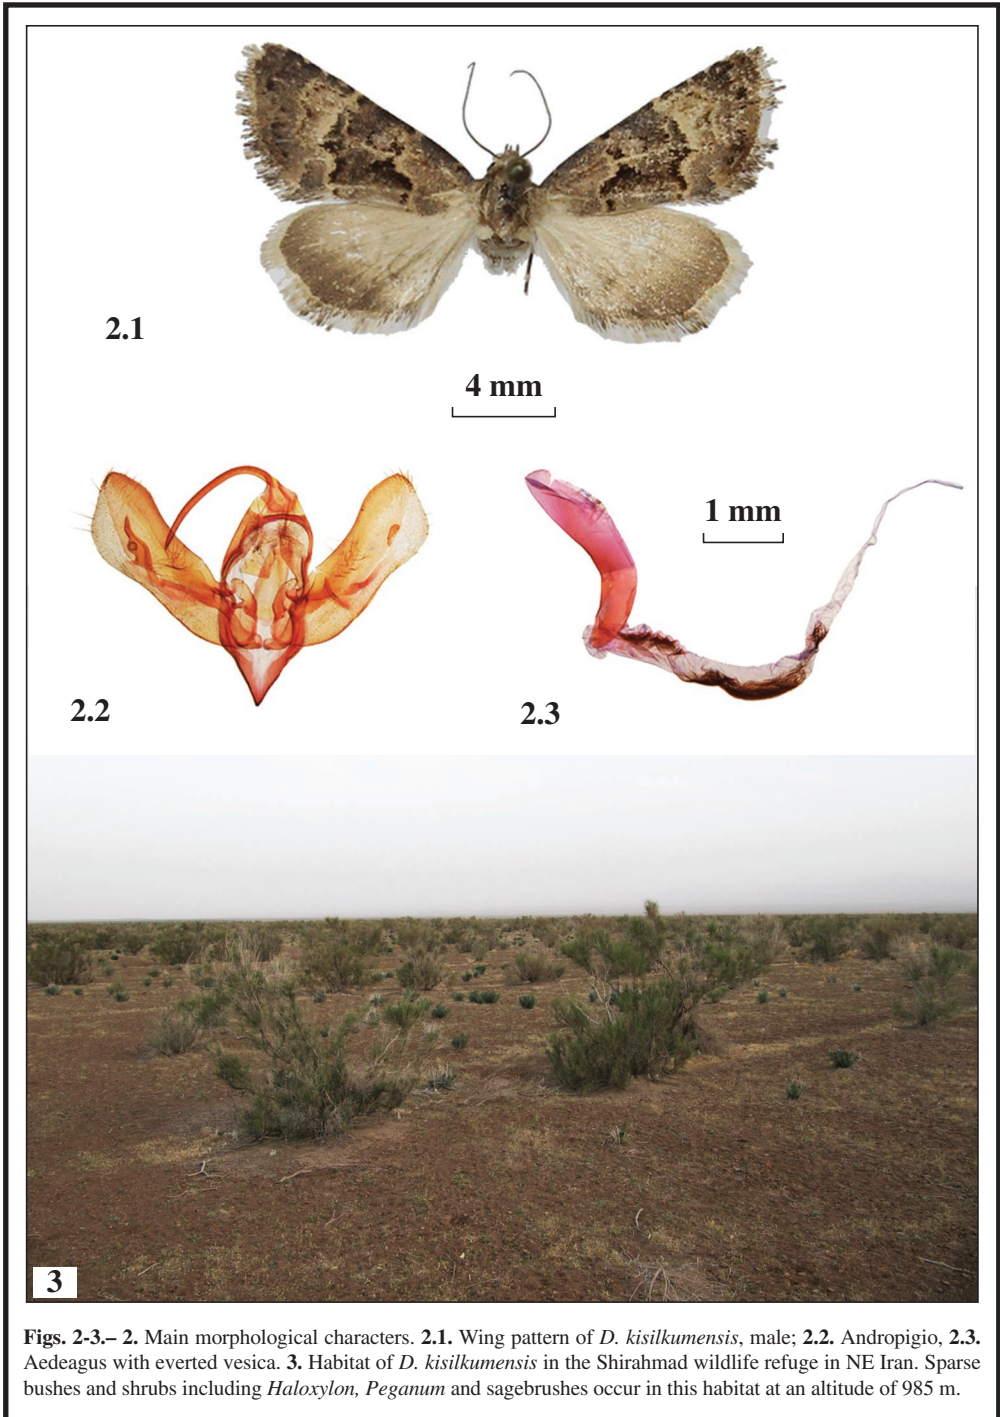 2.1
4 mm
1 mm
2.2
2.3
3
Figs. 2-3.– 2. Main morphological characters. 2.1. Wing pattern of D. kisilkumensis, male; 2.2. Andropigio, 2.3.
Aedeagus with everted vesica. 3. Habitat of D. kisilkumensis in the Shirahmad wildlife refuge in NE Iran. Sparse
bushes and shrubs including Haloxylon, Peganum and sagebrushes occur in this habitat at an altitude of 985 m.